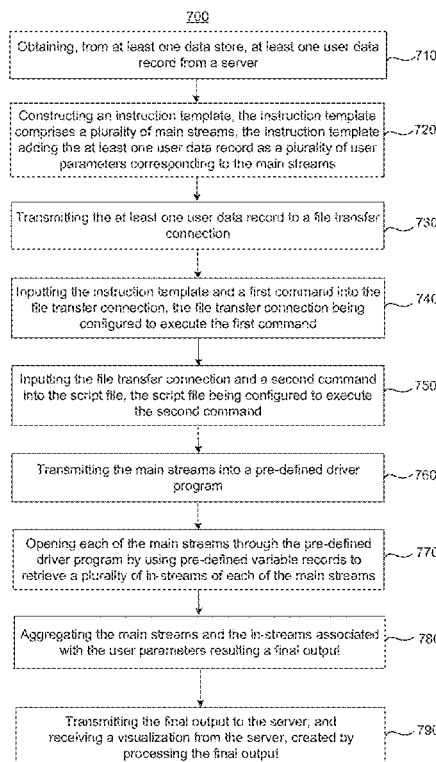 700
Obtaining, from at least one data store, at least one user data
record from a server
710
Constructing an instruction template, the instruction template
comprises a plurality of main streams, the instruction template
adding the at least one user data record as a plurality of user
parameters corresponding to the main streams
720
Transmitting the at least one user data record to a file transfer
connection
730
Inputting the instruction template and a first command into the
file transfer connection, the file transfer connection being
configured to execute the first command
740
Inputting the file transfer connection and a second command
into the script file, the script file being configured to execute
the second command
750
Transmitting the main streams into a pre-defined driver
program
760
Opening each of the main streams through the pre-defined
driver program by using pre-defined variable records to
retrieve a plurality of in-streams of each of the main streams
770
Aggregating the main streams and the in-streams associated
with the user parameters resulting a final output
780
Transmitting the final output to the server; and
receiving a visualization from the server, created by
processing the final output
790